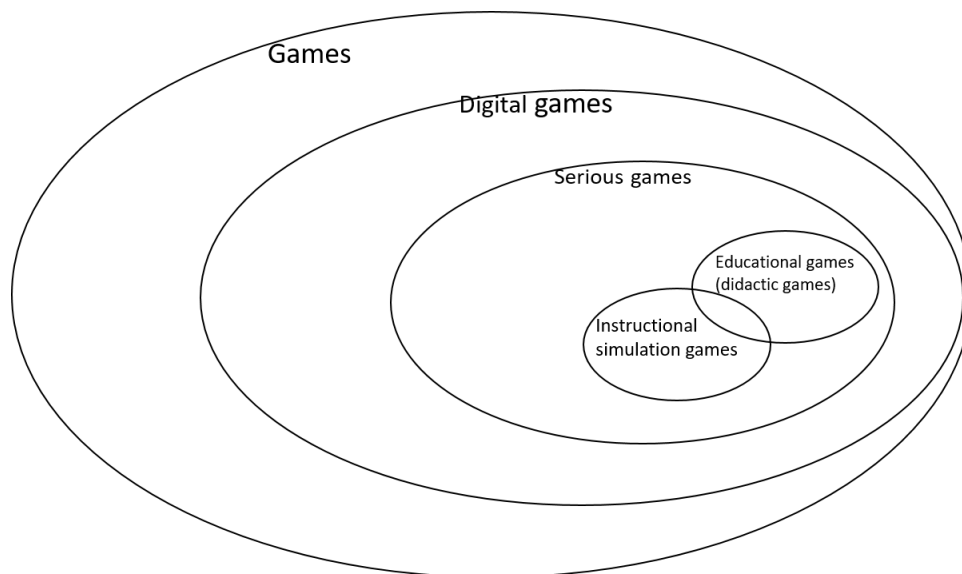 Games
Digital games
Serious games
Educational games
(didactic games)
Instructional
simulation games